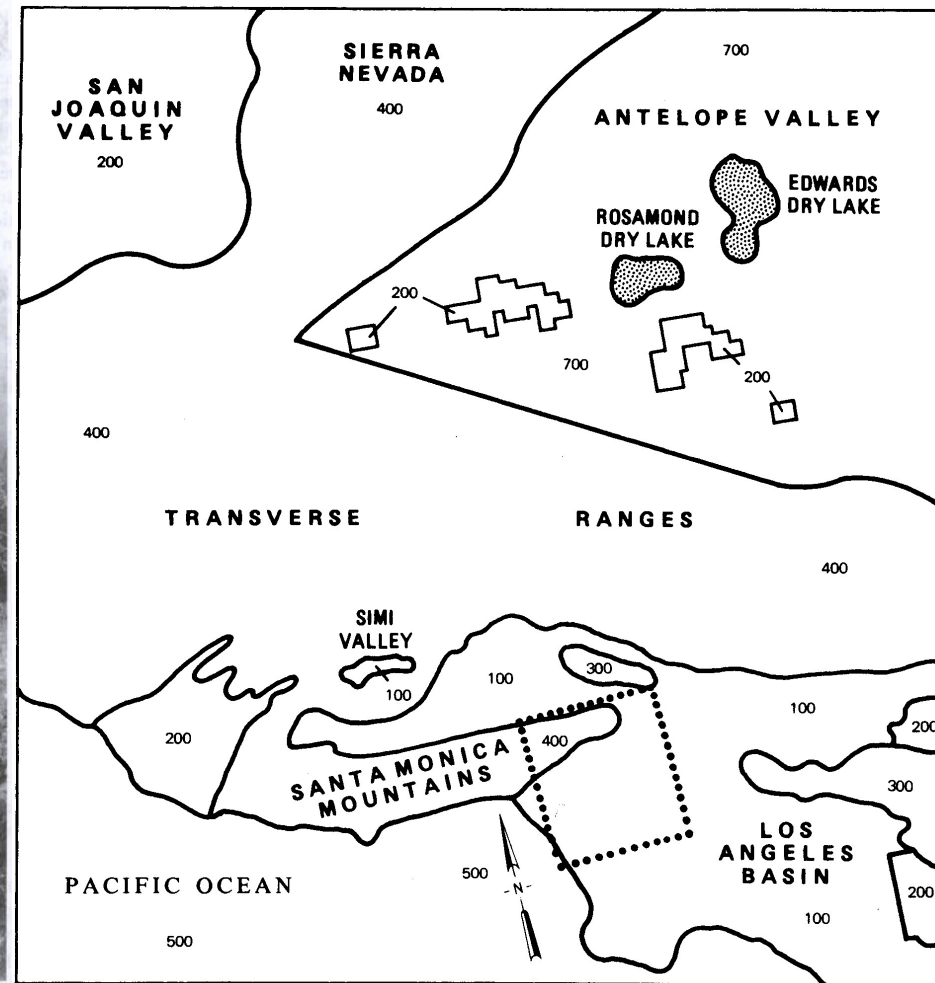 SAN
JOAQUIN
VALLEY
200
SIERRA
NEVADA
400
700
ANTELOPE VALLEY
EDWARDS
DRY LAKE
ROSAMOND
DRY LAKE
200
700
200
400
TRANSVERSE RANGES
400
SIMI
VALLEY
100
100
300
100
200
200
400
SANTA MONICA
MOUNTAINS
300
LOS
ANGELES
BASIN
200
100
PACIFIC OCEAN
500
N
500